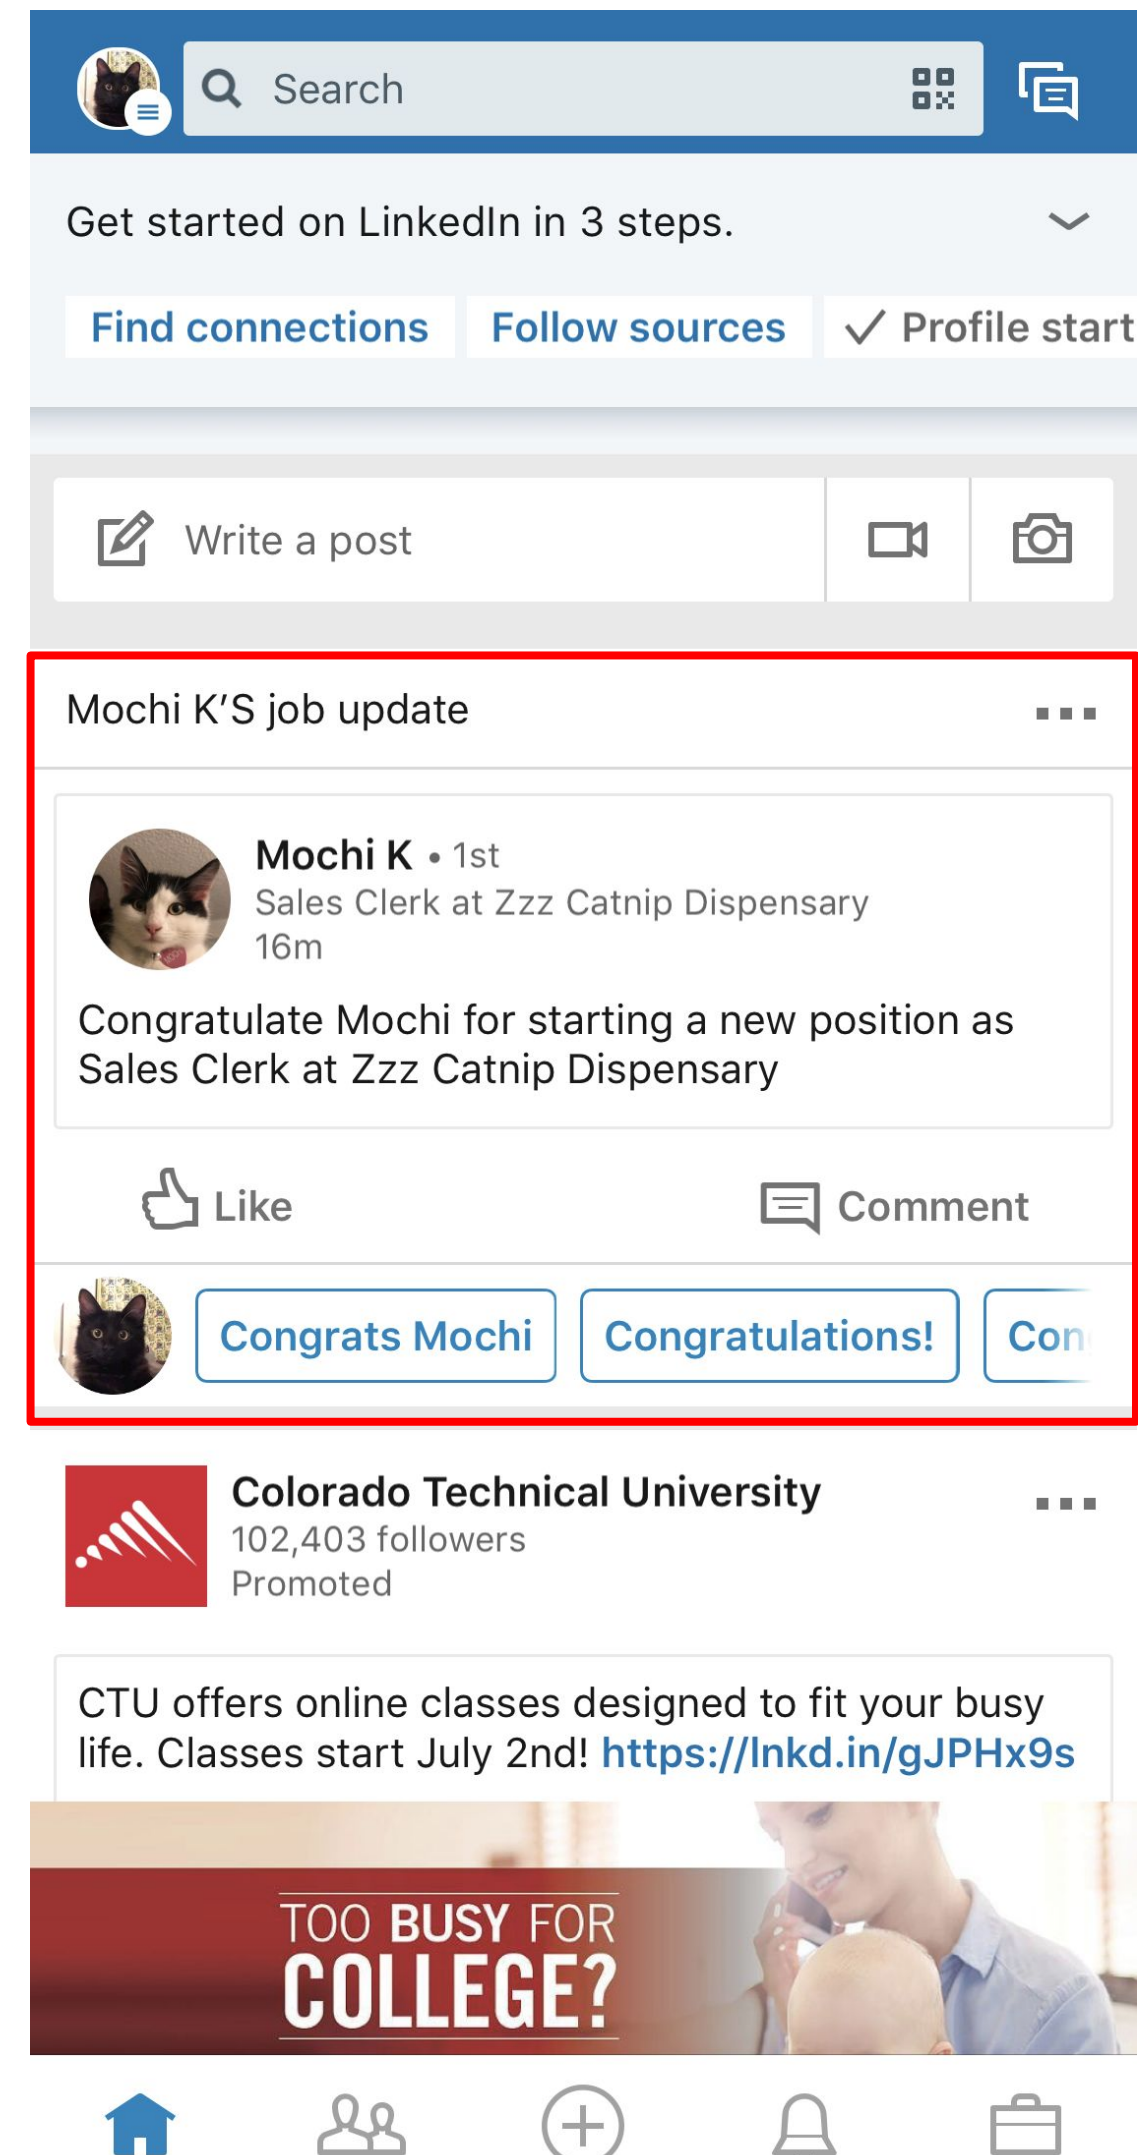 Search
Get started on LinkedIn in 3 steps.
Find connections Follow sources ✓ Profile start
Write a post
Mochi K'S job update
Mochi K • 1st
Sales Clerk at Zzz Catnip Dispensary
16m
Congratulate Mochi for starting a new position as
Sales Clerk at Zzz Catnip Dispensary
Like Comment
Congrats Mochi Congratulations! Con
Colorado Technical University
102,403 followers
Promoted
CTU offers online classes designed to fit your busy
life. Classes start July 2nd! https://lnkd.in/gJPHx9s
TOO BUSY FOR
COLLEGE?